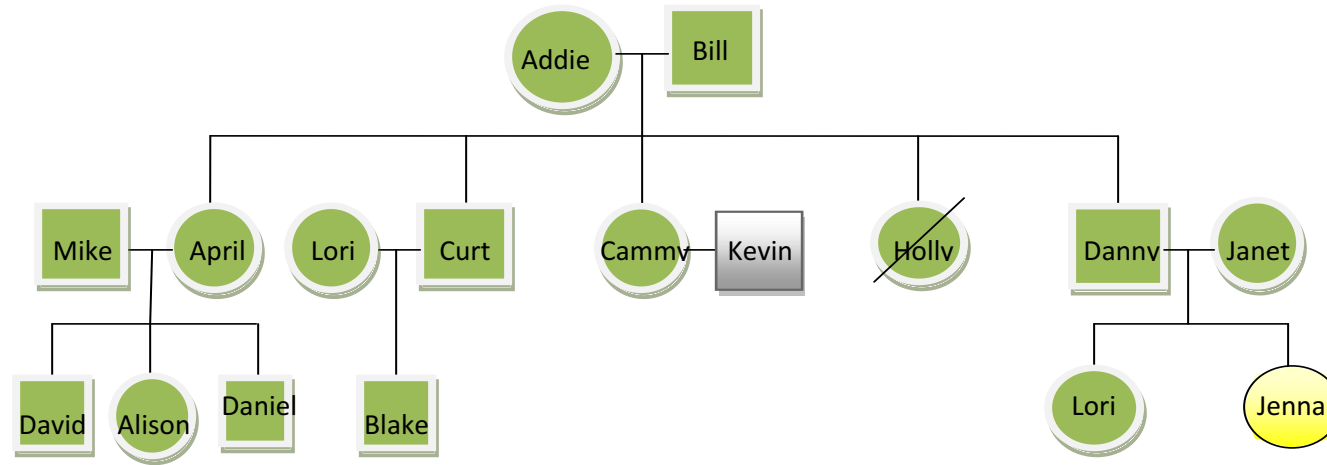 Addie
Bill
Mike
April
Lori
Curt
Cammy
Kevin
Holly
Danny
Janet
David
Alison
Daniel
Blake
Lori
Jenna